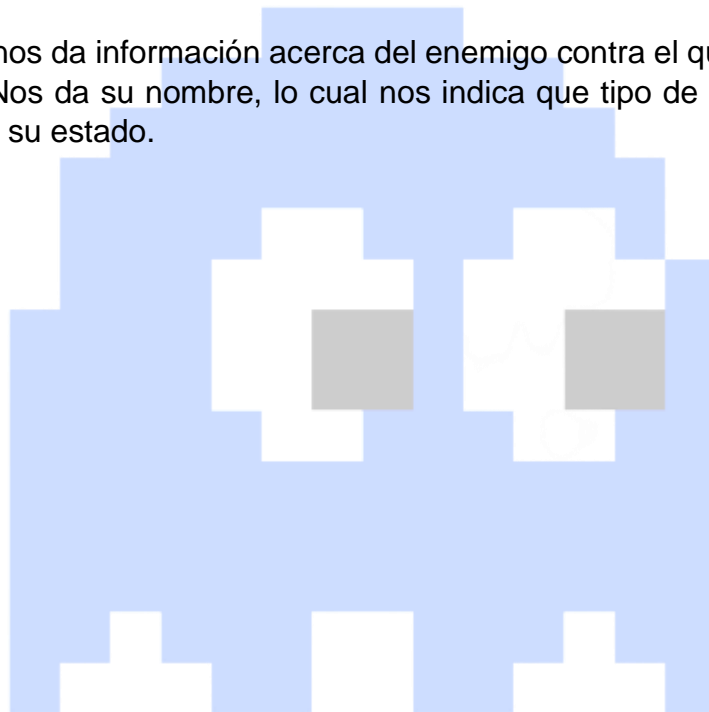 nos da información acerca del enemigo contra el qu
Nos da su nombre, lo cual nos indica que tipo de
su estado.